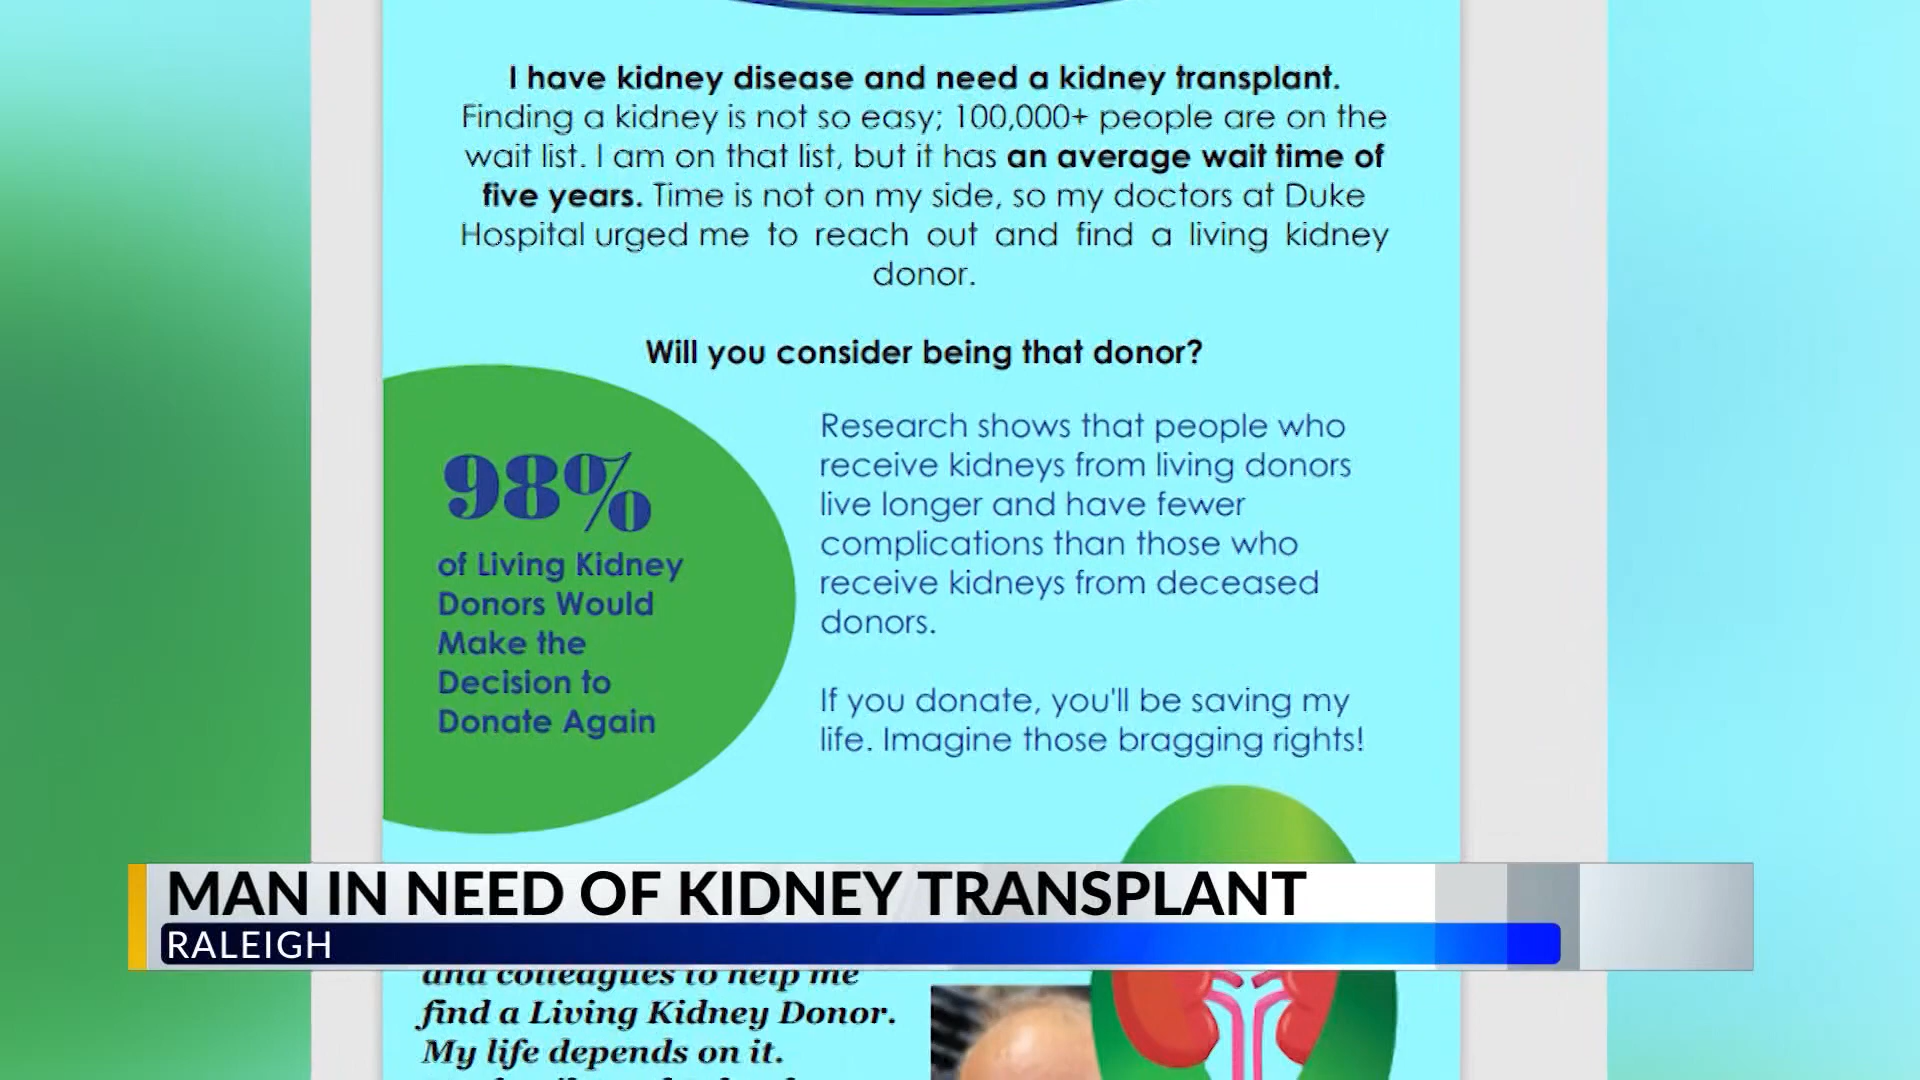 I have kidney disease and need a kidney transplant.
Finding a kidney is not so easy; 100,000+ people are on the
wait list. I am on that list, but it has an average wait time of
five years. Time is not on my side, so my doctors at Duke
Hospital urged me to reach out and find a living kidney
donor.
Will you consider being that donor?
98%
of Living Kidney
Donors Would
Make the
Decision to
Donate Again
Research shows that people who
receive kidneys from living donors
live longer and have fewer
complications than those who
receive kidneys from deceased
donors.
If you donate, you'll be saving my
life. Imagine those bragging rights!
MAN IN NEED OF KIDNEY TRANSPLANT
RALEIGH
and colleagues to help me
find a Living Kidney Donor.
My life depends on it.